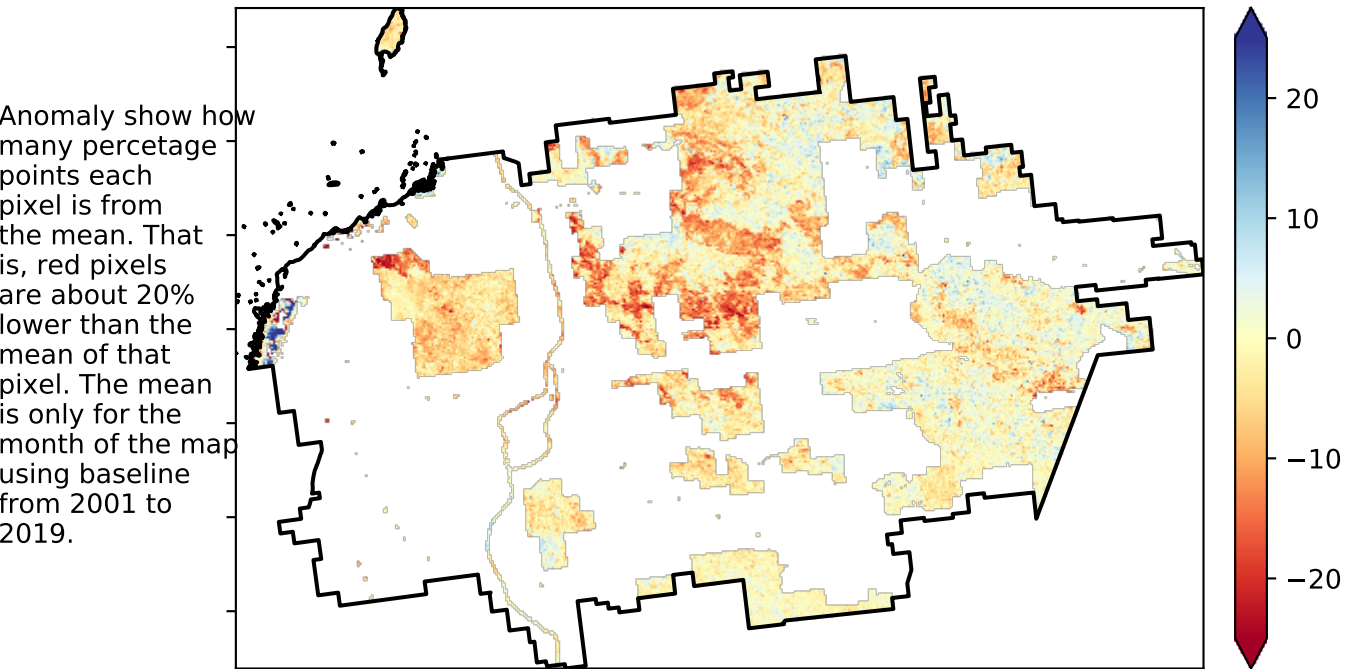 Anomaly show how
many percetage
points each
pixel is from
the mean. That
is, red pixels
are about 20%
lower than the
mean of that
pixel. The mean
is only for the
month of the map
using baseline
from 2001 to
2019.
20
10
0
−10
−20